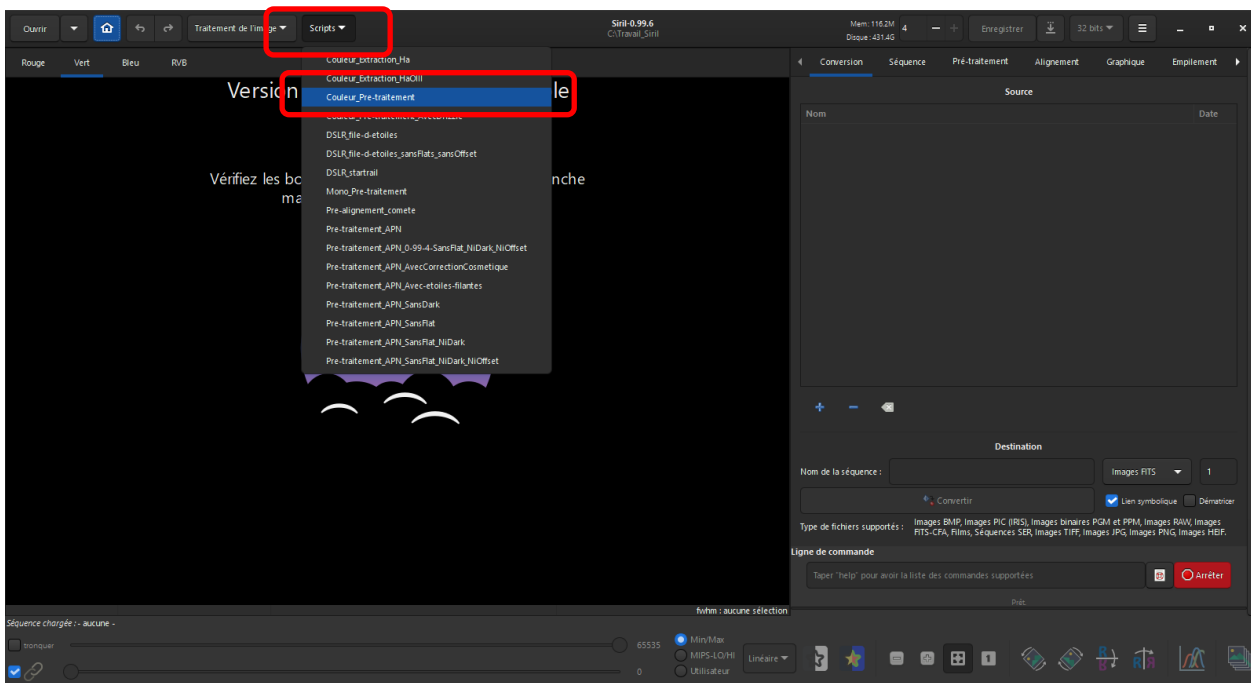 Ouvrir
Traitement de l'image
Scripts
Siril-0.99.6
C:\Travail_Siril
Mem: 116.2M
Disque: 431.4G
4
Enregistrer
32 bits
Rouge Vert Bleu RVB
Couleur_Extraction_Ha
Couleur_Extraction_HaOIII
Couleur_Pre-traitement
DSLR_file-d-etoiles
DSLR_file-d-etoiles_sansFlats_sansOffset
DSLR_startrail
Mono_Pre-traitement
Pre-alignement_comete
Pre-traitement_APN
Pre-traitement_APN_0-99-4-SansFlat_NiDark_NiOffset
Pre-traitement_APN_AvecCorrectionCosmetique
Pre-traitement_APN_Avec-etoiles-filantes
Pre-traitement_APN_SansDark
Pre-traitement_APN_SansFlat
Pre-traitement_APN_SansFlat_NiDark
Pre-traitement_APN_SansFlat_NiDark_NiOffset
Version le
Vérifiez les bo nche
ma
Conversion Séquence Pré-traitement Alignement Graphique Empilement
Source
Nom Date
Destination
Nom de la séquence :
Images FITS
1
Convertir
Lien symbolique
Dématricer
Type de fichiers supportés :
Images BMP, Images PIC (IRIS), Images binaires PGM et PPM, Images RAW, Images
FITS-CFA, Films, Séquences SER, Images TIFF, Images JPG, Images PNG, Images HEIF.
Ligne de commande
Taper "help" pour avoir la liste des commandes supportées
Arrêter
Prêt.
fwhm : aucune sélection
Séquence chargée : - aucune -
tronquer
65535
0
Min/Max
MIPS-LO/HI
Utilisateur
Linéaire
1